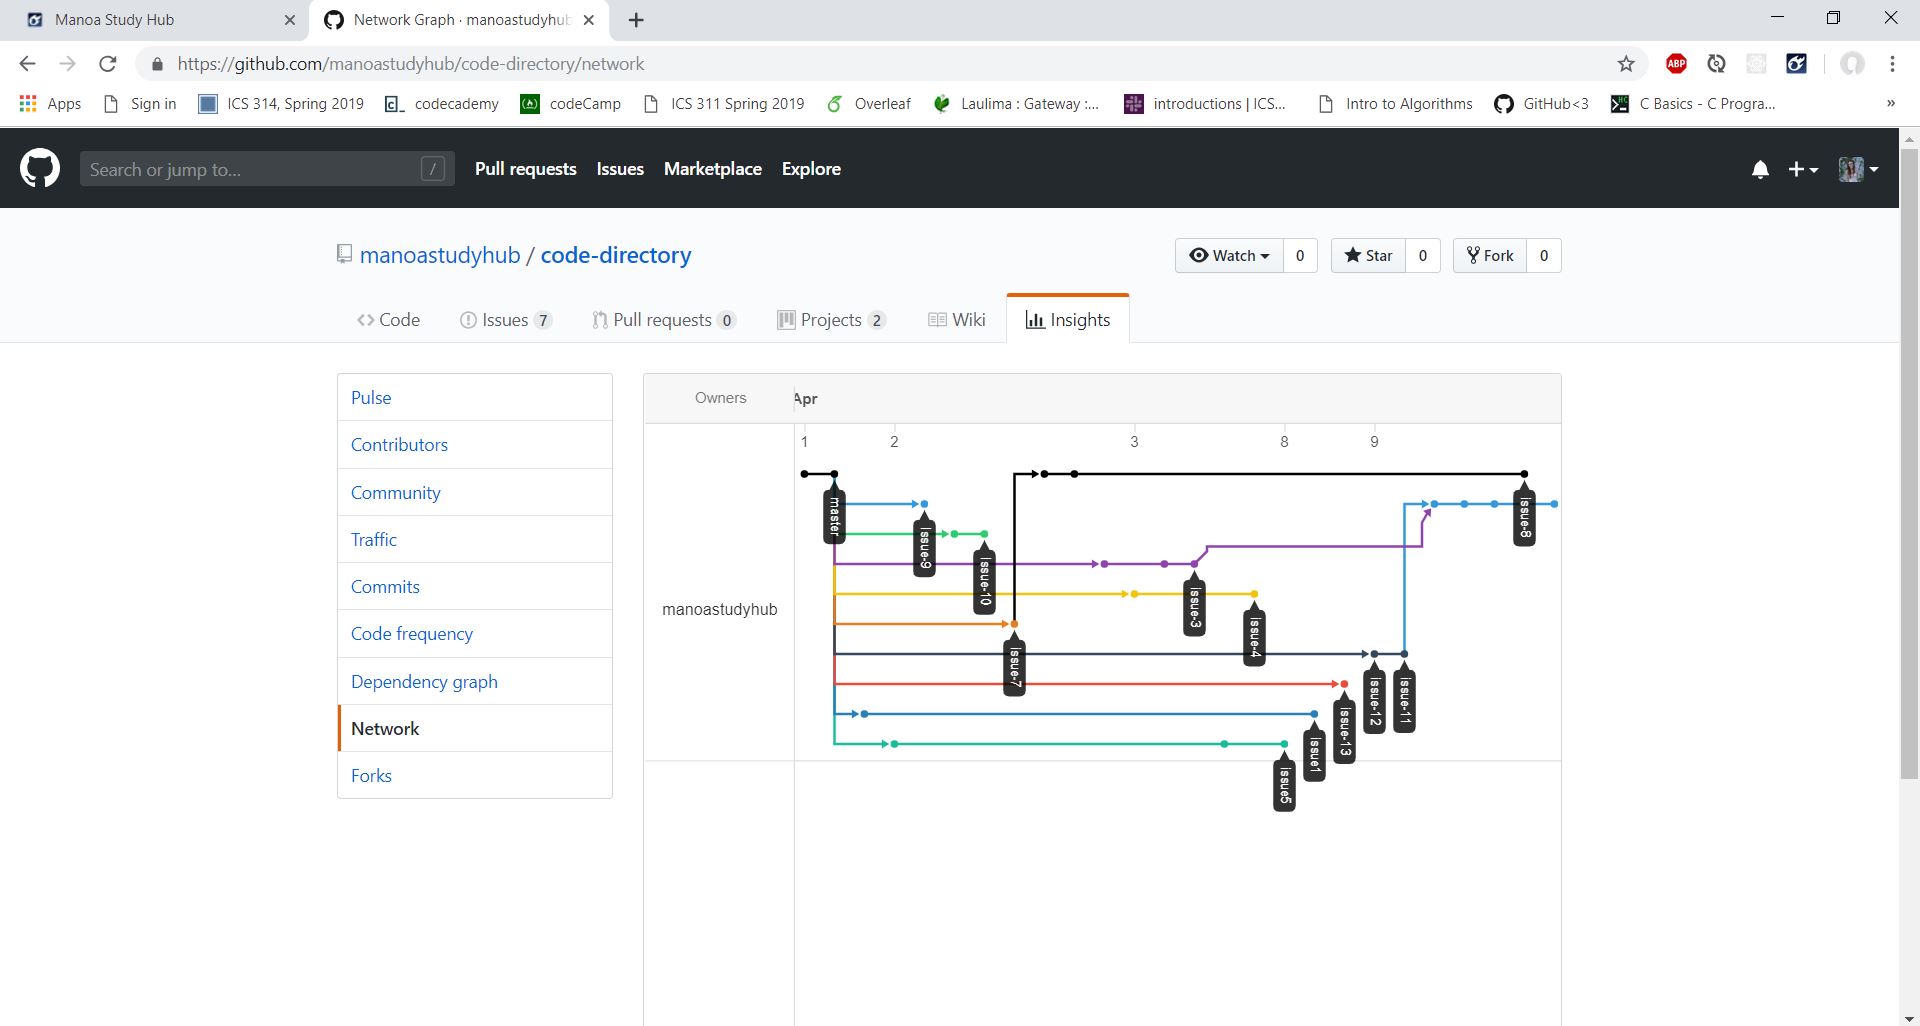 Manoa Study Hub
Network Graph · manoastudyhub
https://github.com/manoastudyhub/code-directory/network
ABP
Apps
Sign in
ICS 314, Spring 2019
codecademy
codeCamp
ICS 311 Spring 2019
Overleaf
Laulima : Gateway :...
introductions | ICS...
Intro to Algorithms
GitHub<3
C Basics - C Progra...
»
Search or jump to...
/
Pull requests
Issues
Marketplace
Explore
manoastudyhub / code-directory
Watch
0
Star
0
Fork
0
Code
Issues 7
Pull requests 0
Projects 2
Wiki
Insights
Pulse
Contributors
Community
Traffic
Commits
Code frequency
Dependency graph
Network
Forks
Owners
Apr
1
2
3
8
9
manoastudyhub
master
issue-8
Issue-9
Issue-10
issue-3
issue-4
issue-7
issue-12
issue-11
issue-13
Issue1
issue5